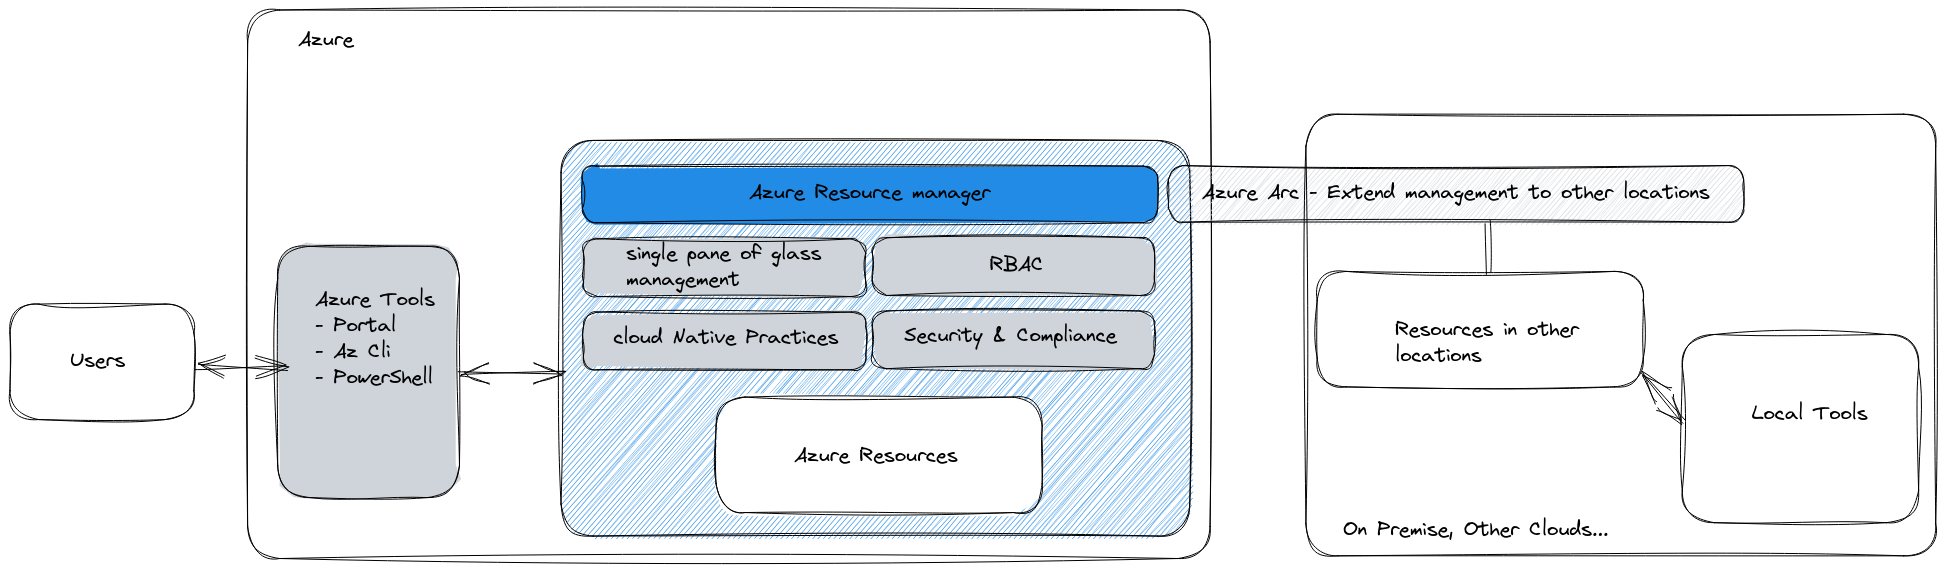 Azure
Azure Resource manager
Azure Arc - Extend management to other locations
single pane of glass
management
RBAC
cloud Native Practices
Security & Compliance
Azure Resources
Azure Tools
- Portal
- Az Cli
- PowerShell
Users
Resources in other
locations
Local Tools
On Premise, Other Clouds...